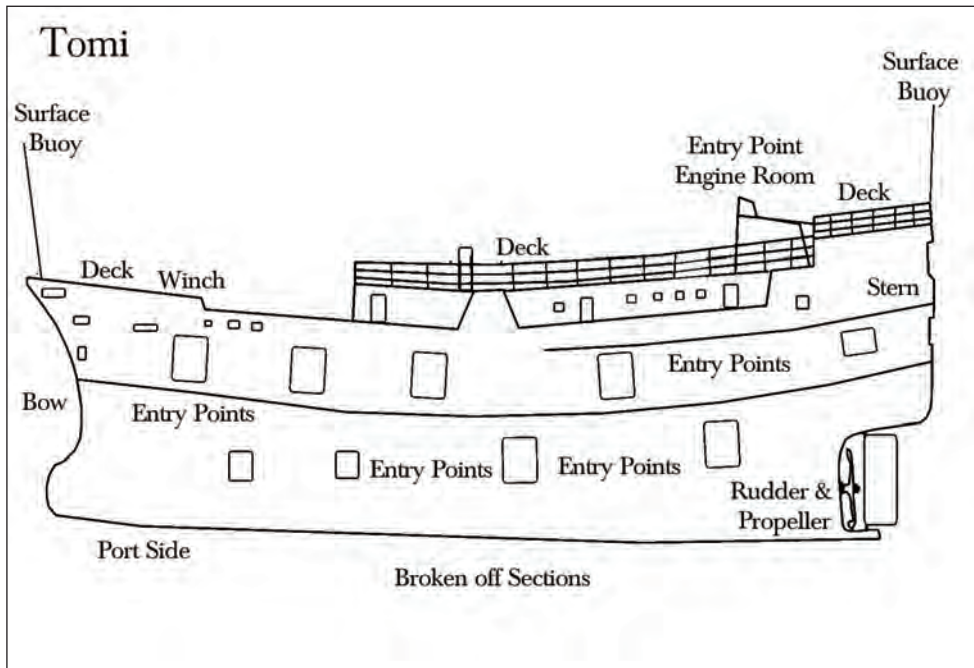 Tomi
Surface
Buoy
Surface
Buoy
Entry Point
Engine Room
Deck
Deck
Deck
Winch
Stern
Entry Points
Bow
Entry Points
Entry Points
Entry Points
Rudder &
Propeller
Port Side
Broken off Sections